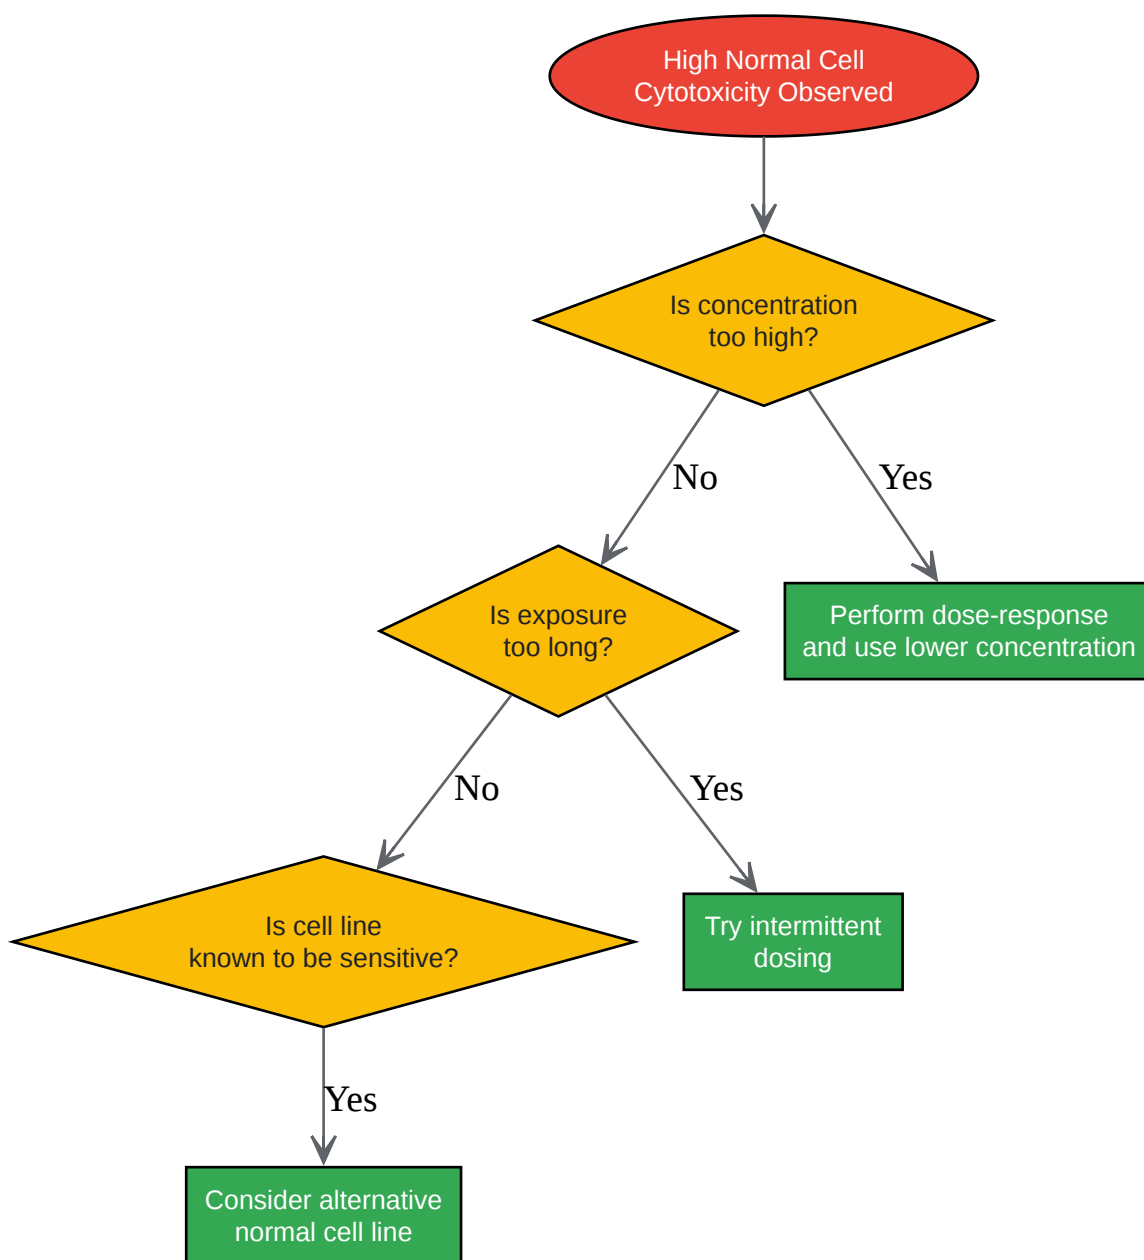 High Normal Cell
Cytotoxicity Observed
Is concentration
too high?
No
Yes
Is exposure
too long?
Perform dose-response
and use lower concentration
No
Yes
Is cell line
known to be sensitive?
Try intermittent
dosing
Yes
Consider alternative
normal cell line